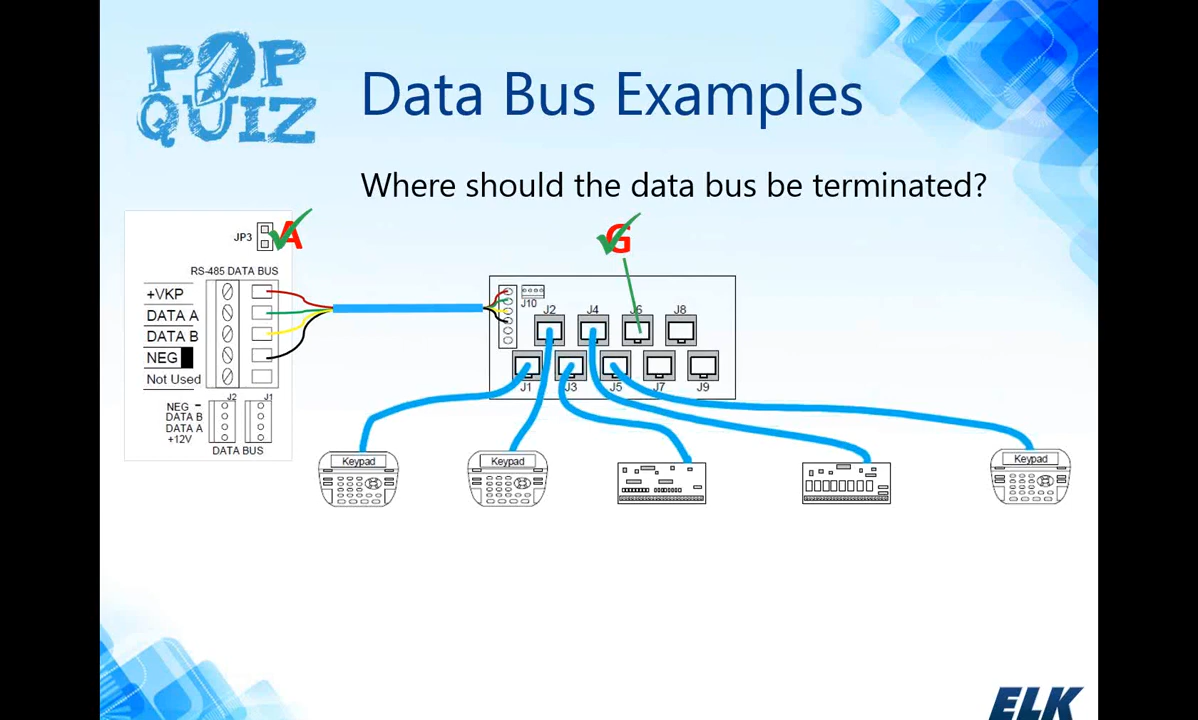 POP
QUIZ
Data Bus Examples
Where should the data bus be terminated?
JP3
A
G
RS-485 DATA BUS
+VKP
DATA A
DATA B
NEG
Not Used
J2
J1
NEG -
DATA B
DATA A
+12V
DATA BUS
J10
J2
J4
J6
J8
J1
J3
J5
J7
J9
Keypad
Keypad
Keypad
ELK